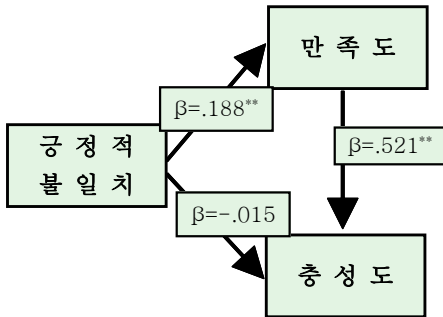 만 족 도
β=.188**
긍 정 적
불 일 치
β=.521**
β=-.015
충 성 도